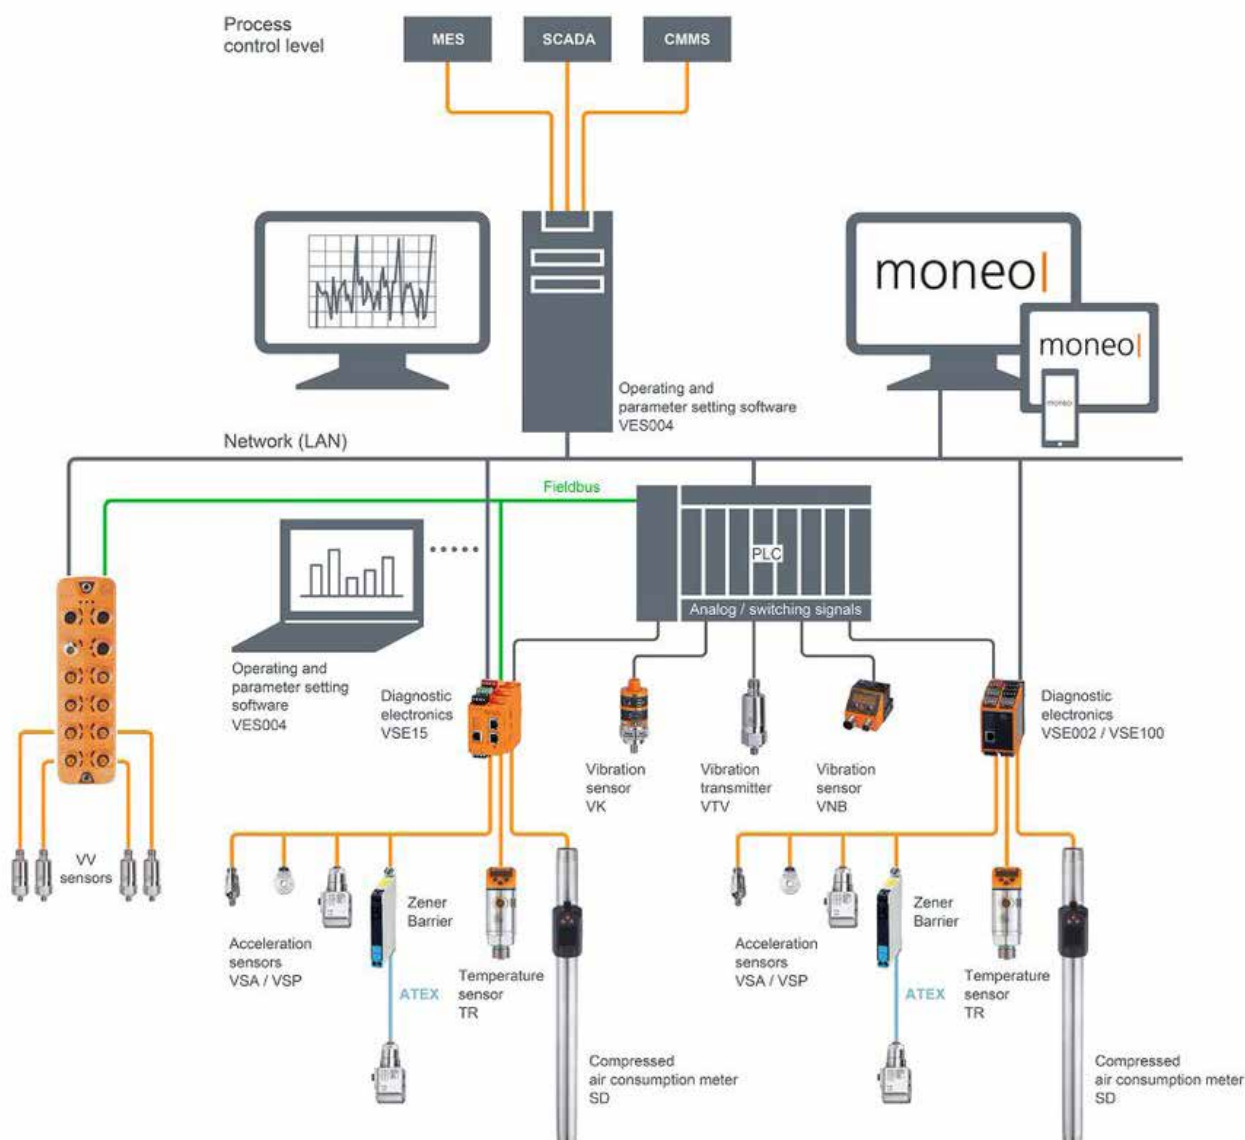 Process
control level
MES
SCADA
CMMS
moneo
moneo
moneo
Operating and
parameter setting software
VES004
Network (LAN)
Fieldbus
PLC
Analog / switching signals
Operating and
parameter setting
software
VES004
Diagnostic
electronics
VSE15
Vibration
sensor
VK
Vibration
transmitter
VTV
Vibration
sensor
VNB
Diagnostic
electronics
VSE002 / VSE100
VV
sensors
Acceleration
sensors
VSA / VSP
Zener
Barrier
ATEX
Temperature
sensor
TR
Compressed
air consumption meter
SD
Acceleration
sensors
VSA / VSP
Zener
Barrier
ATEX
Temperature
sensor
TR
Compressed
air consumption meter
SD